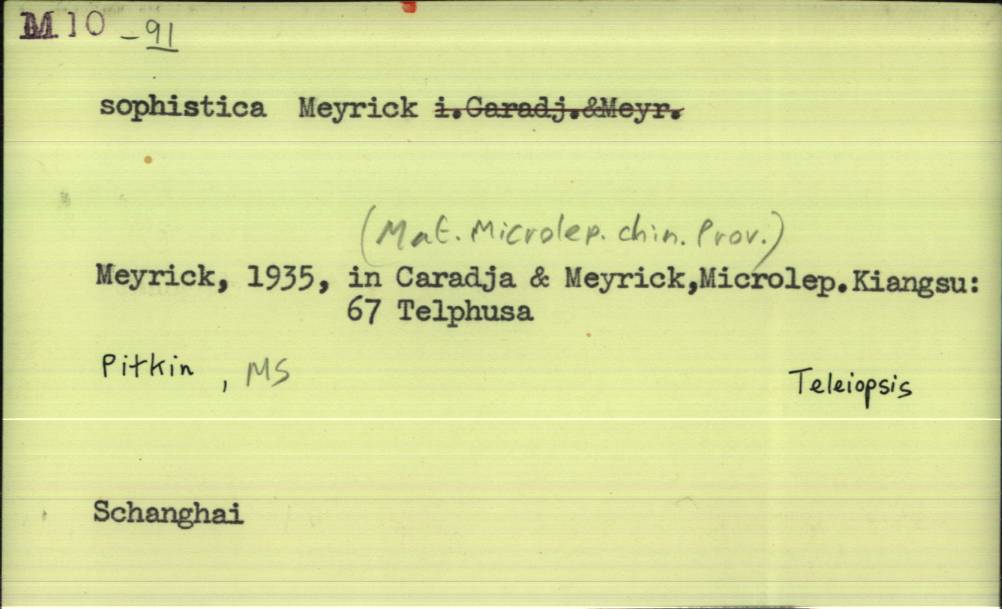 M10 - 91
sophistica Meyrick i.Caradj.&Meyr.
(Mat. Microlep. chin. Prov.)
Meyrick, 1935, in Caradja & Meyrick,Microlep.Kiangsu:
67 Telphusa
Pitkin , MS
Teleiopsis
Schanghai